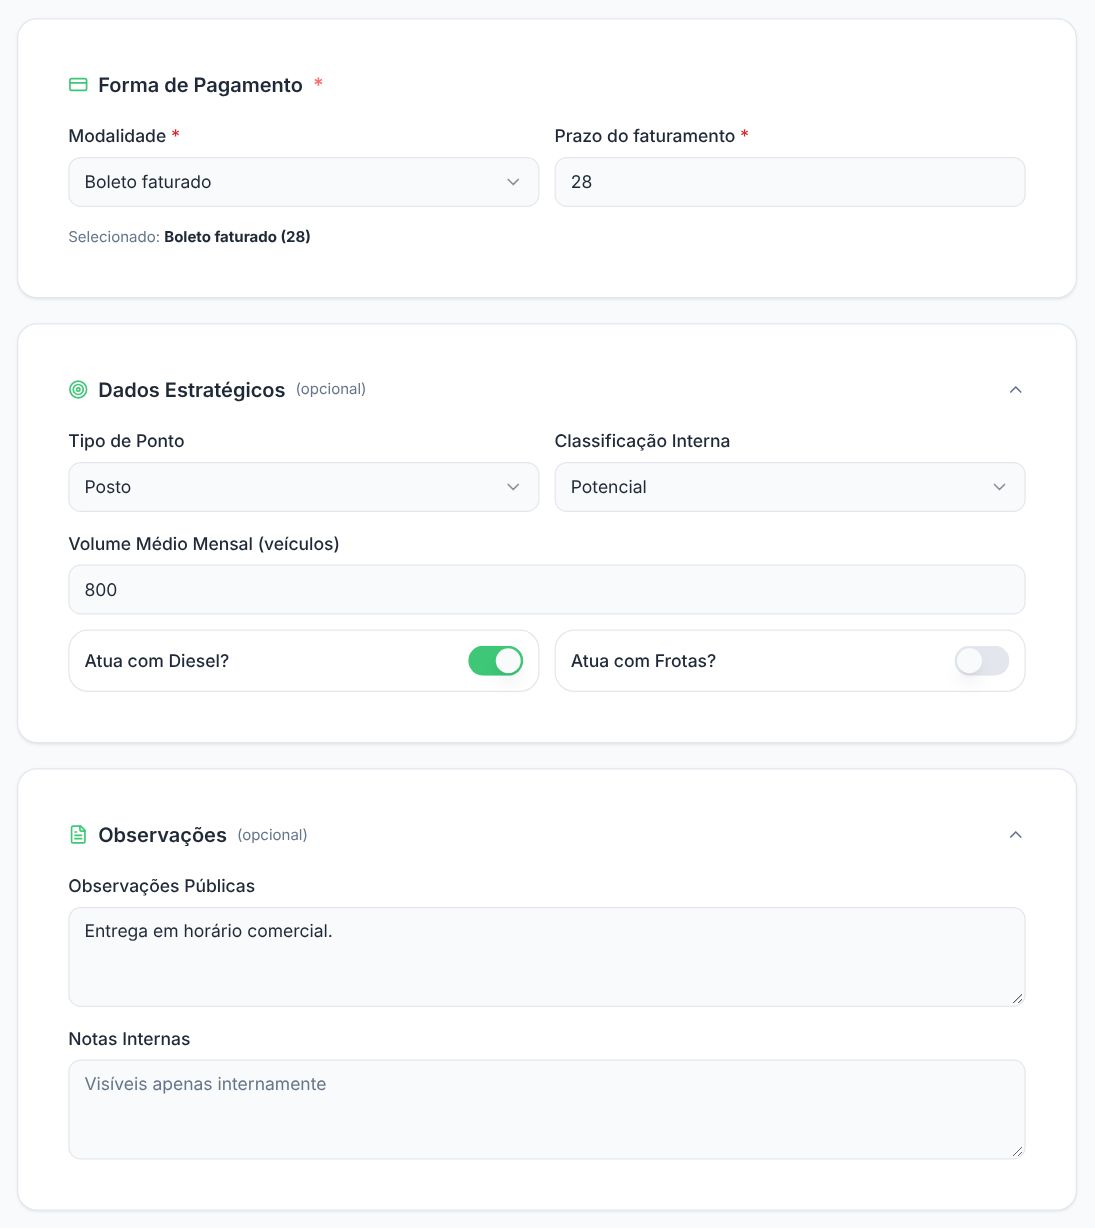 Forma de Pagamento *
Modalidade *
Prazo do faturamento *
Boleto faturado
28
Selecionado: Boleto faturado (28)
Dados Estratégicos (opcional)
Tipo de Ponto
Classificação Interna
Posto
Potencial
Volume Médio Mensal (veículos)
800
Atua com Diesel?
Atua com Frotas?
Observações (opcional)
Observações Públicas
Entrega em horário comercial.
Notas Internas
Visíveis apenas internamente